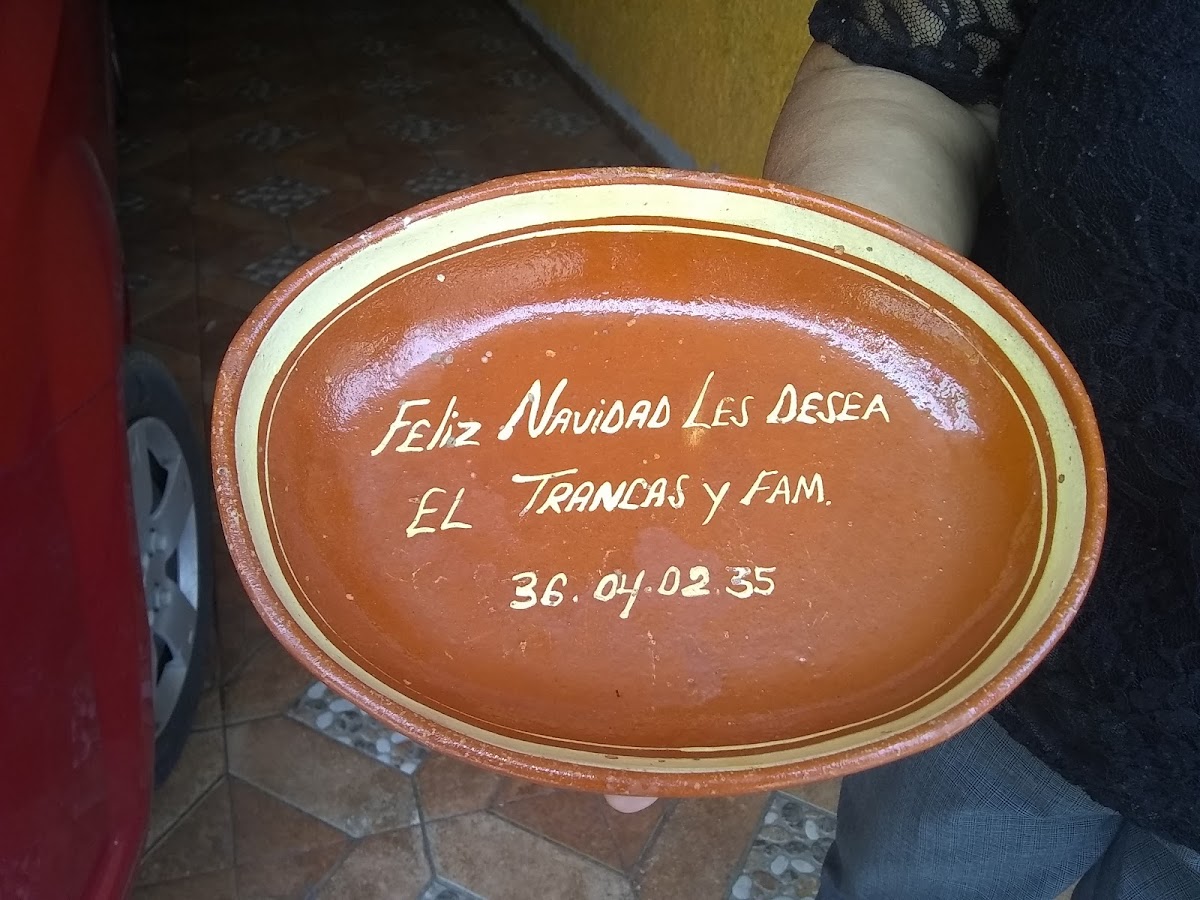 Feliz Navidad Les Desea
El Trancas y Fam.
36.04.02.35